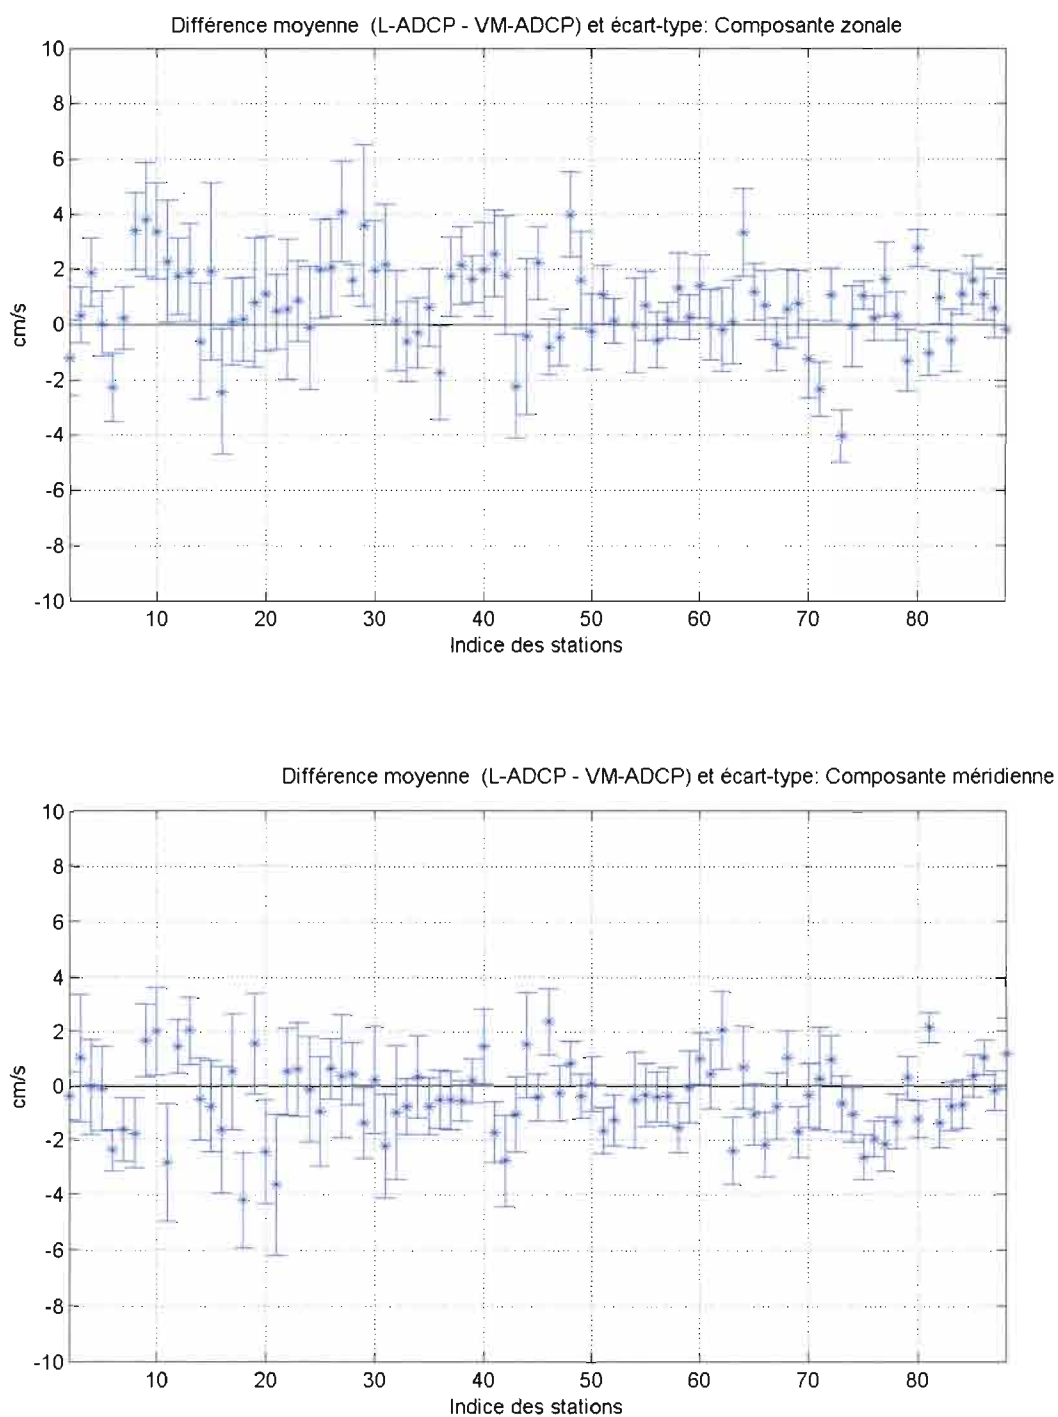 Différence moyenne (L-ADCP - VM-ADCP) et écart-type: Composante zonale
10
8
6
4
2
0
-2
-4
-6
-8
-10
cm/s
10 20 30 40 50 60 70 80
Indice des stations
Différence moyenne (L-ADCP - VM-ADCP) et écart-type: Composante méridienne
10
8
6
4
2
0
-2
-4
-6
-8
-10
cm/s
10 20 30 40 50 60 70 80
Indice des stations